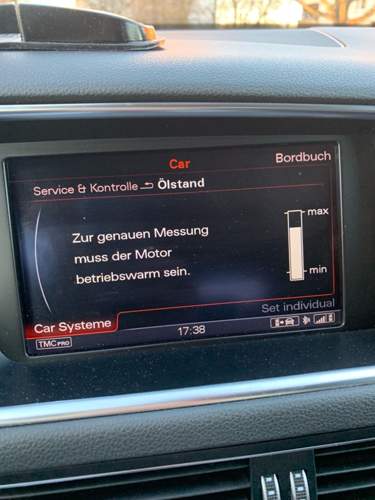 Car
Bordbuch
Service & Kontrolle Ölstand
Zur genauen Messung
muss der Motor
betriebswarm sein.
max
min
Set individual
Car Systeme
17:38
TMC PRO